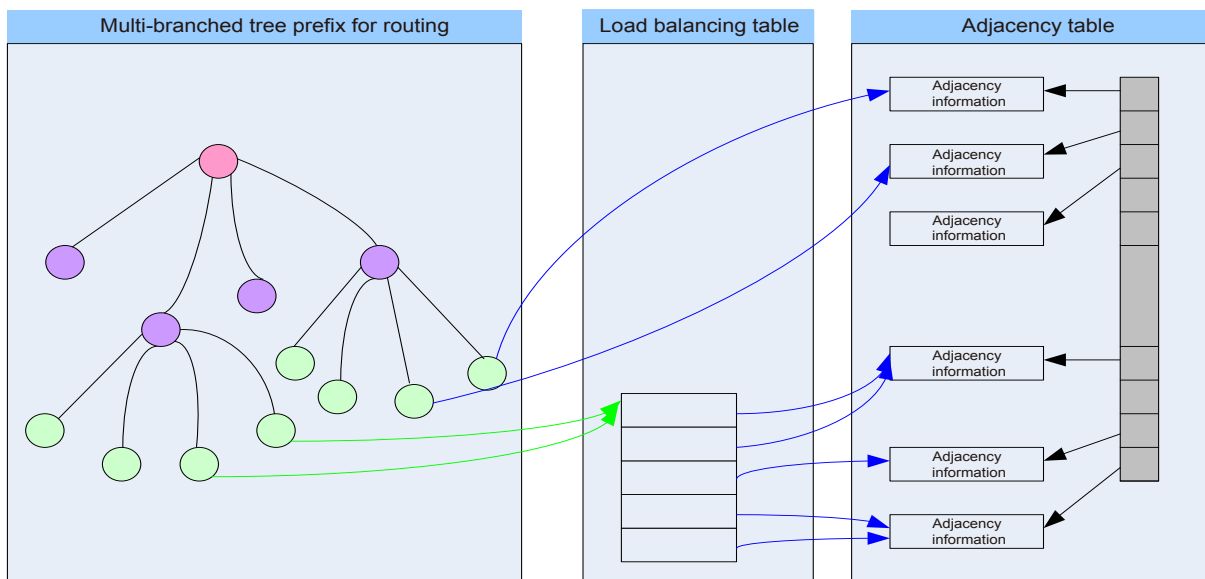 Multi-branched tree prefix for routing
Load balancing table
Adjacency table
Adjacency
information
Adjacency
information
Adjacency
information
Adjacency
information
Adjacency
information
Adjacency
information